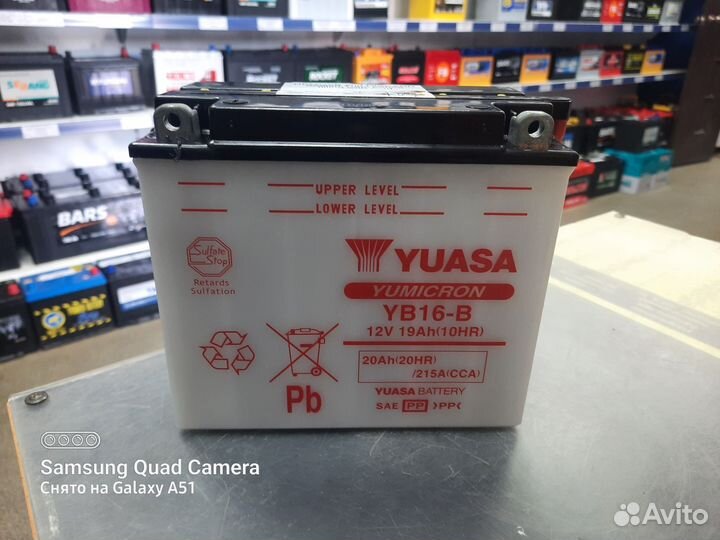 UPPER LEVEL
LOWER LEVEL
Sulfate
Stop
Retards
Sulfation
YUASA
YUMICRON
YB16-B
12V 19Ah(10HR)
20Ah(20HR)
/215A(CCA)
YUASA BATTERY
SAE PP >PP<
Pb
BARS
Samsung Quad Camera
Снято на Galaxy A51
Avito